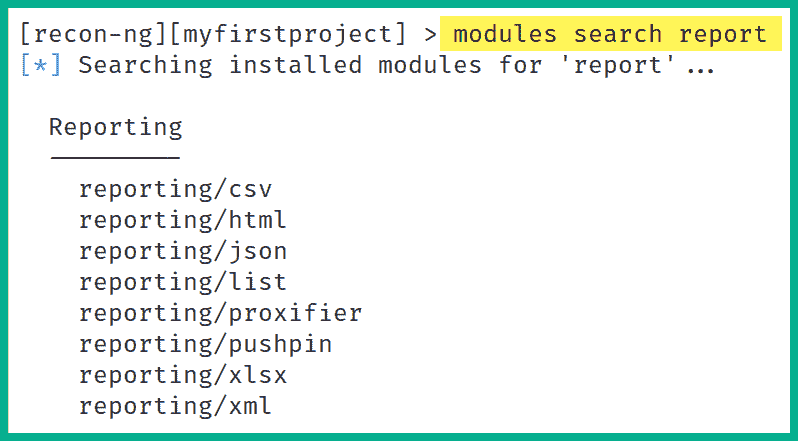 [recon-ng][myfirstproject] > modules search report
[*] Searching installed modules for 'report' ...
Reporting
---------
reporting/csv
reporting/html
reporting/json
reporting/list
reporting/proxifier
reporting/pushpin
reporting/xlsx
reporting/xml